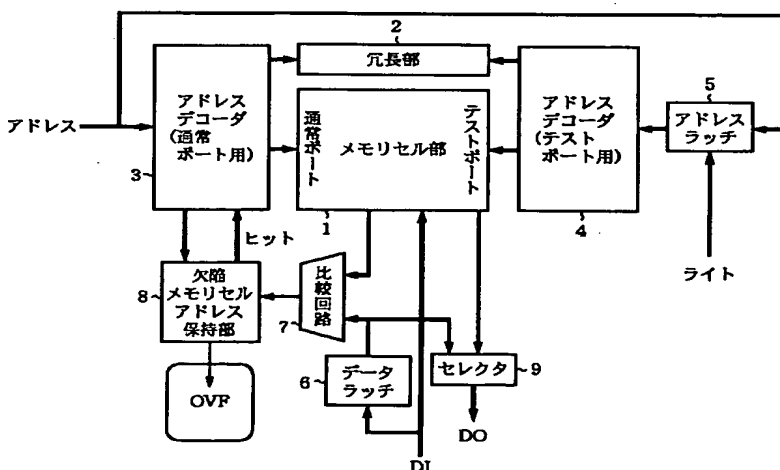 2
冗長部
アドレス
アドレス
デコーダ
(通常
ポート用)
3
通常ポート
メモリセル部
テストポート
1
アドレス
デコーダ
(テスト
ポート用)
4
5
アドレス
ラッチ
ライト
ヒット
8
欠陥
メモリセル
アドレス
保持部
比較回路
7
6
データ
ラッチ
セレクタ
9
OVF
DO
DI